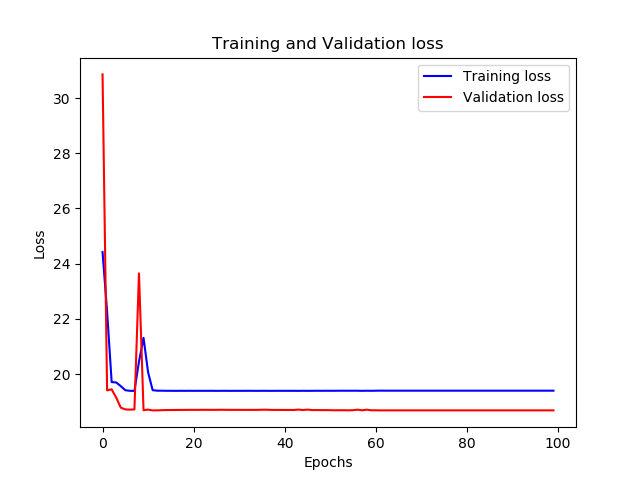 Training and Validation loss
Training loss
Validation loss
30
28
26
24
22
20
Loss
0
20
40
60
80
100
Epochs